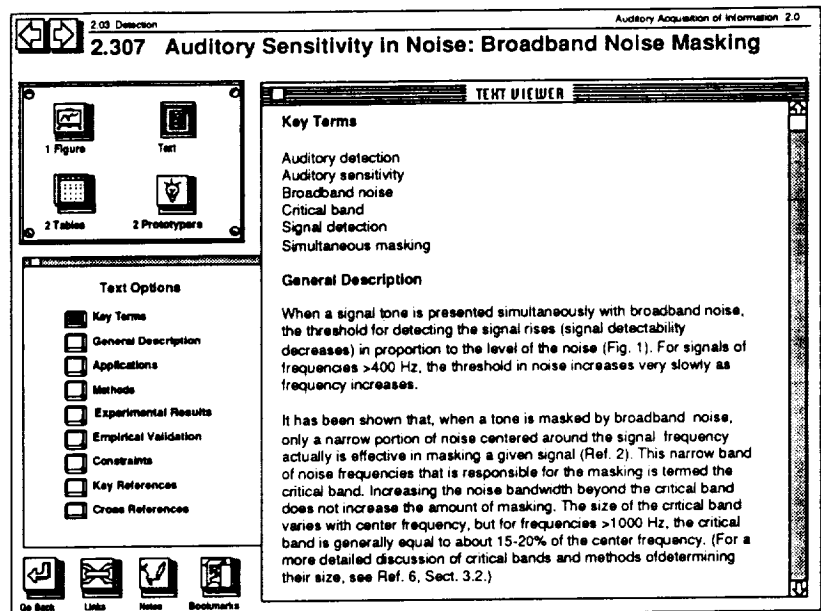 2.03 Detection
Auditory Acquisition of Information 2.0
2.307 Auditory Sensitivity in Noise: Broadband Noise Masking
1 Figure
Text
2 Tables
2 Prototypers
Text Options
Key Terms
General Description
Applications
Methods
Experimental Results
Empirical Validation
Constraints
Key References
Cross References
Go Back
Links
Notes
Bookmarks
TEXT VIEWER
Key Terms
Auditory detection
Auditory sensitivity
Broadband noise
Critical band
Signal detection
Simultaneous masking
General Description
When a signal tone is presented simultaneously with broadband noise,
the threshold for detecting the signal rises (signal detectability
decreases) in proportion to the level of the noise (Fig. 1). For signals of
frequencies >400 Hz, the threshold in noise increases very slowly as
frequency increases.
It has been shown that, when a tone is masked by broadband noise,
only a narrow portion of noise centered around the signal frequency
actually is effective in masking a given signal (Ref. 2). This narrow band
of noise frequencies that is responsible for the masking is termed the
critical band. Increasing the noise bandwidth beyond the critical band
does not increase the amount of masking. The size of the critical band
varies with center frequency, but for frequencies >1000 Hz, the critical
band is generally equal to about 15-20% of the center frequency. (For a
more detailed discussion of critical bands and methods ofdetermining
their size, see Ref. 6, Sect. 3.2.)